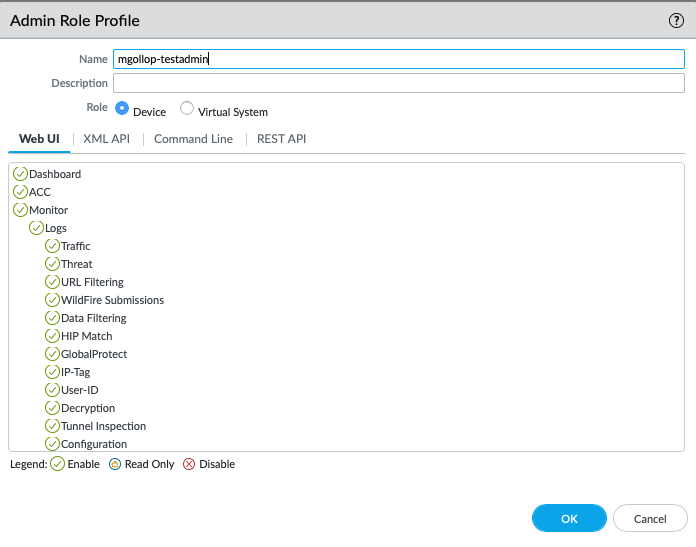 Admin Role Profile ?
Name mgollop-testadmin
Description
Role Device Virtual System
Web UI XML API Command Line REST API
Dashboard
ACC
Monitor
Logs
Traffic
Threat
URL Filtering
WildFire Submissions
Data Filtering
HIP Match
GlobalProtect
IP-Tag
User-ID
Decryption
Tunnel Inspection
Configuration
Legend: Enable Read Only Disable
OK Cancel